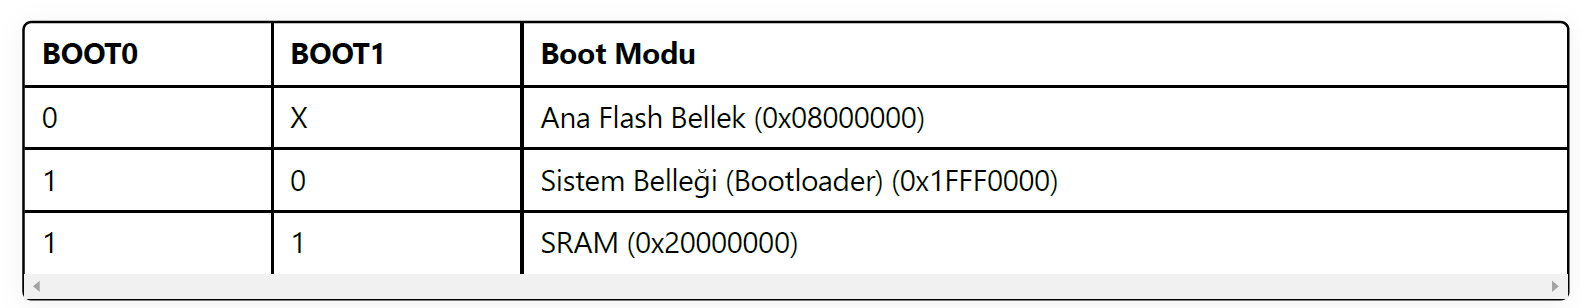 BOOT0 BOOT1 Boot Modu
0 X Ana Flash Bellek (0x08000000)
1 0 Sistem Belleği (Bootloader) (0x1FFF0000)
1 1 SRAM (0x20000000)